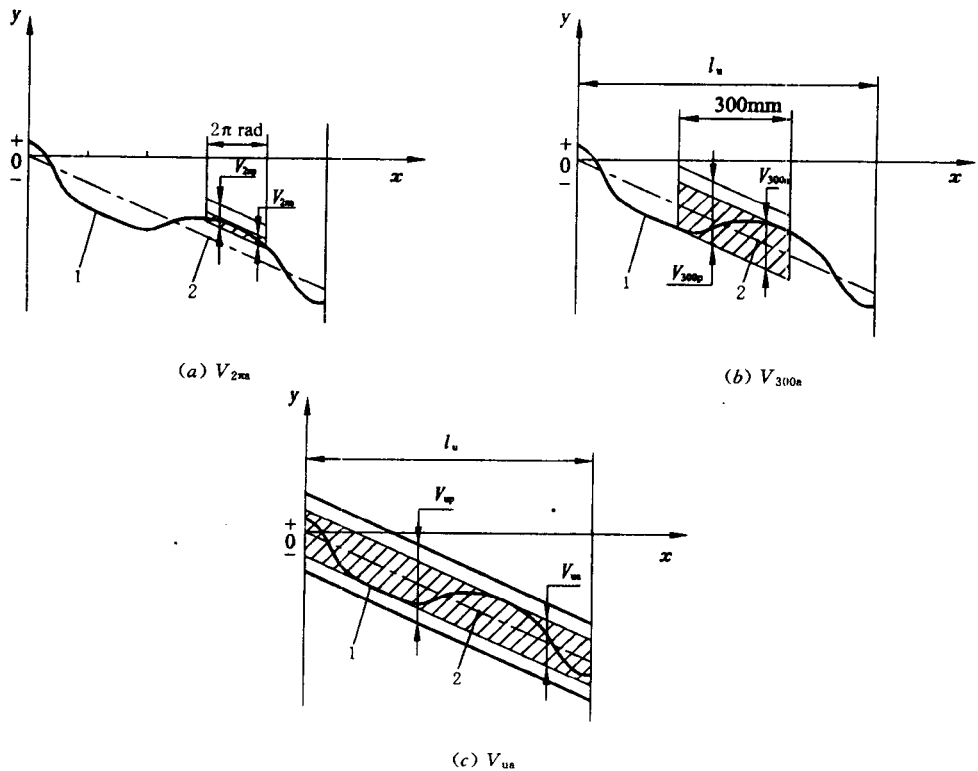 y
+
0
−
2π rad
V₂πp
V₂πa
x
1
2
(a) V₂πa
y
lᵤ
300mm
+
0
−
V₃₀₀ₐ
x
1
V₃₀₀ₚ
2
(b) V₃₀₀ₐ
y
lᵤ
Vᵤₚ
+
0
−
x
Vᵤₐ
1
2
(c) Vᵤₐ